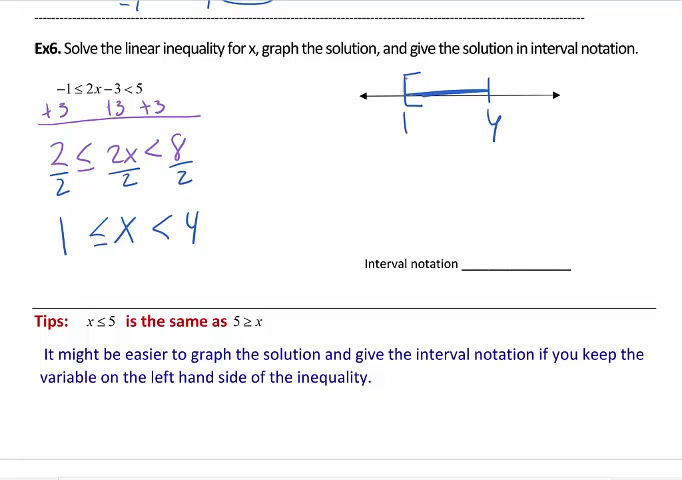 Ex6. Solve the linear inequality for x, graph the solution, and give the solution in interval notation.
−1 ≤ 2x − 3 < 5
+3 +3 +3
2/2 ≤ 2x/2 < 8/2
1 ≤ x < 4
[
1 4
Interval notation ________________
Tips: x ≤ 5 is the same as 5 ≥ x
It might be easier to graph the solution and give the interval notation if you keep the
variable on the left hand side of the inequality.